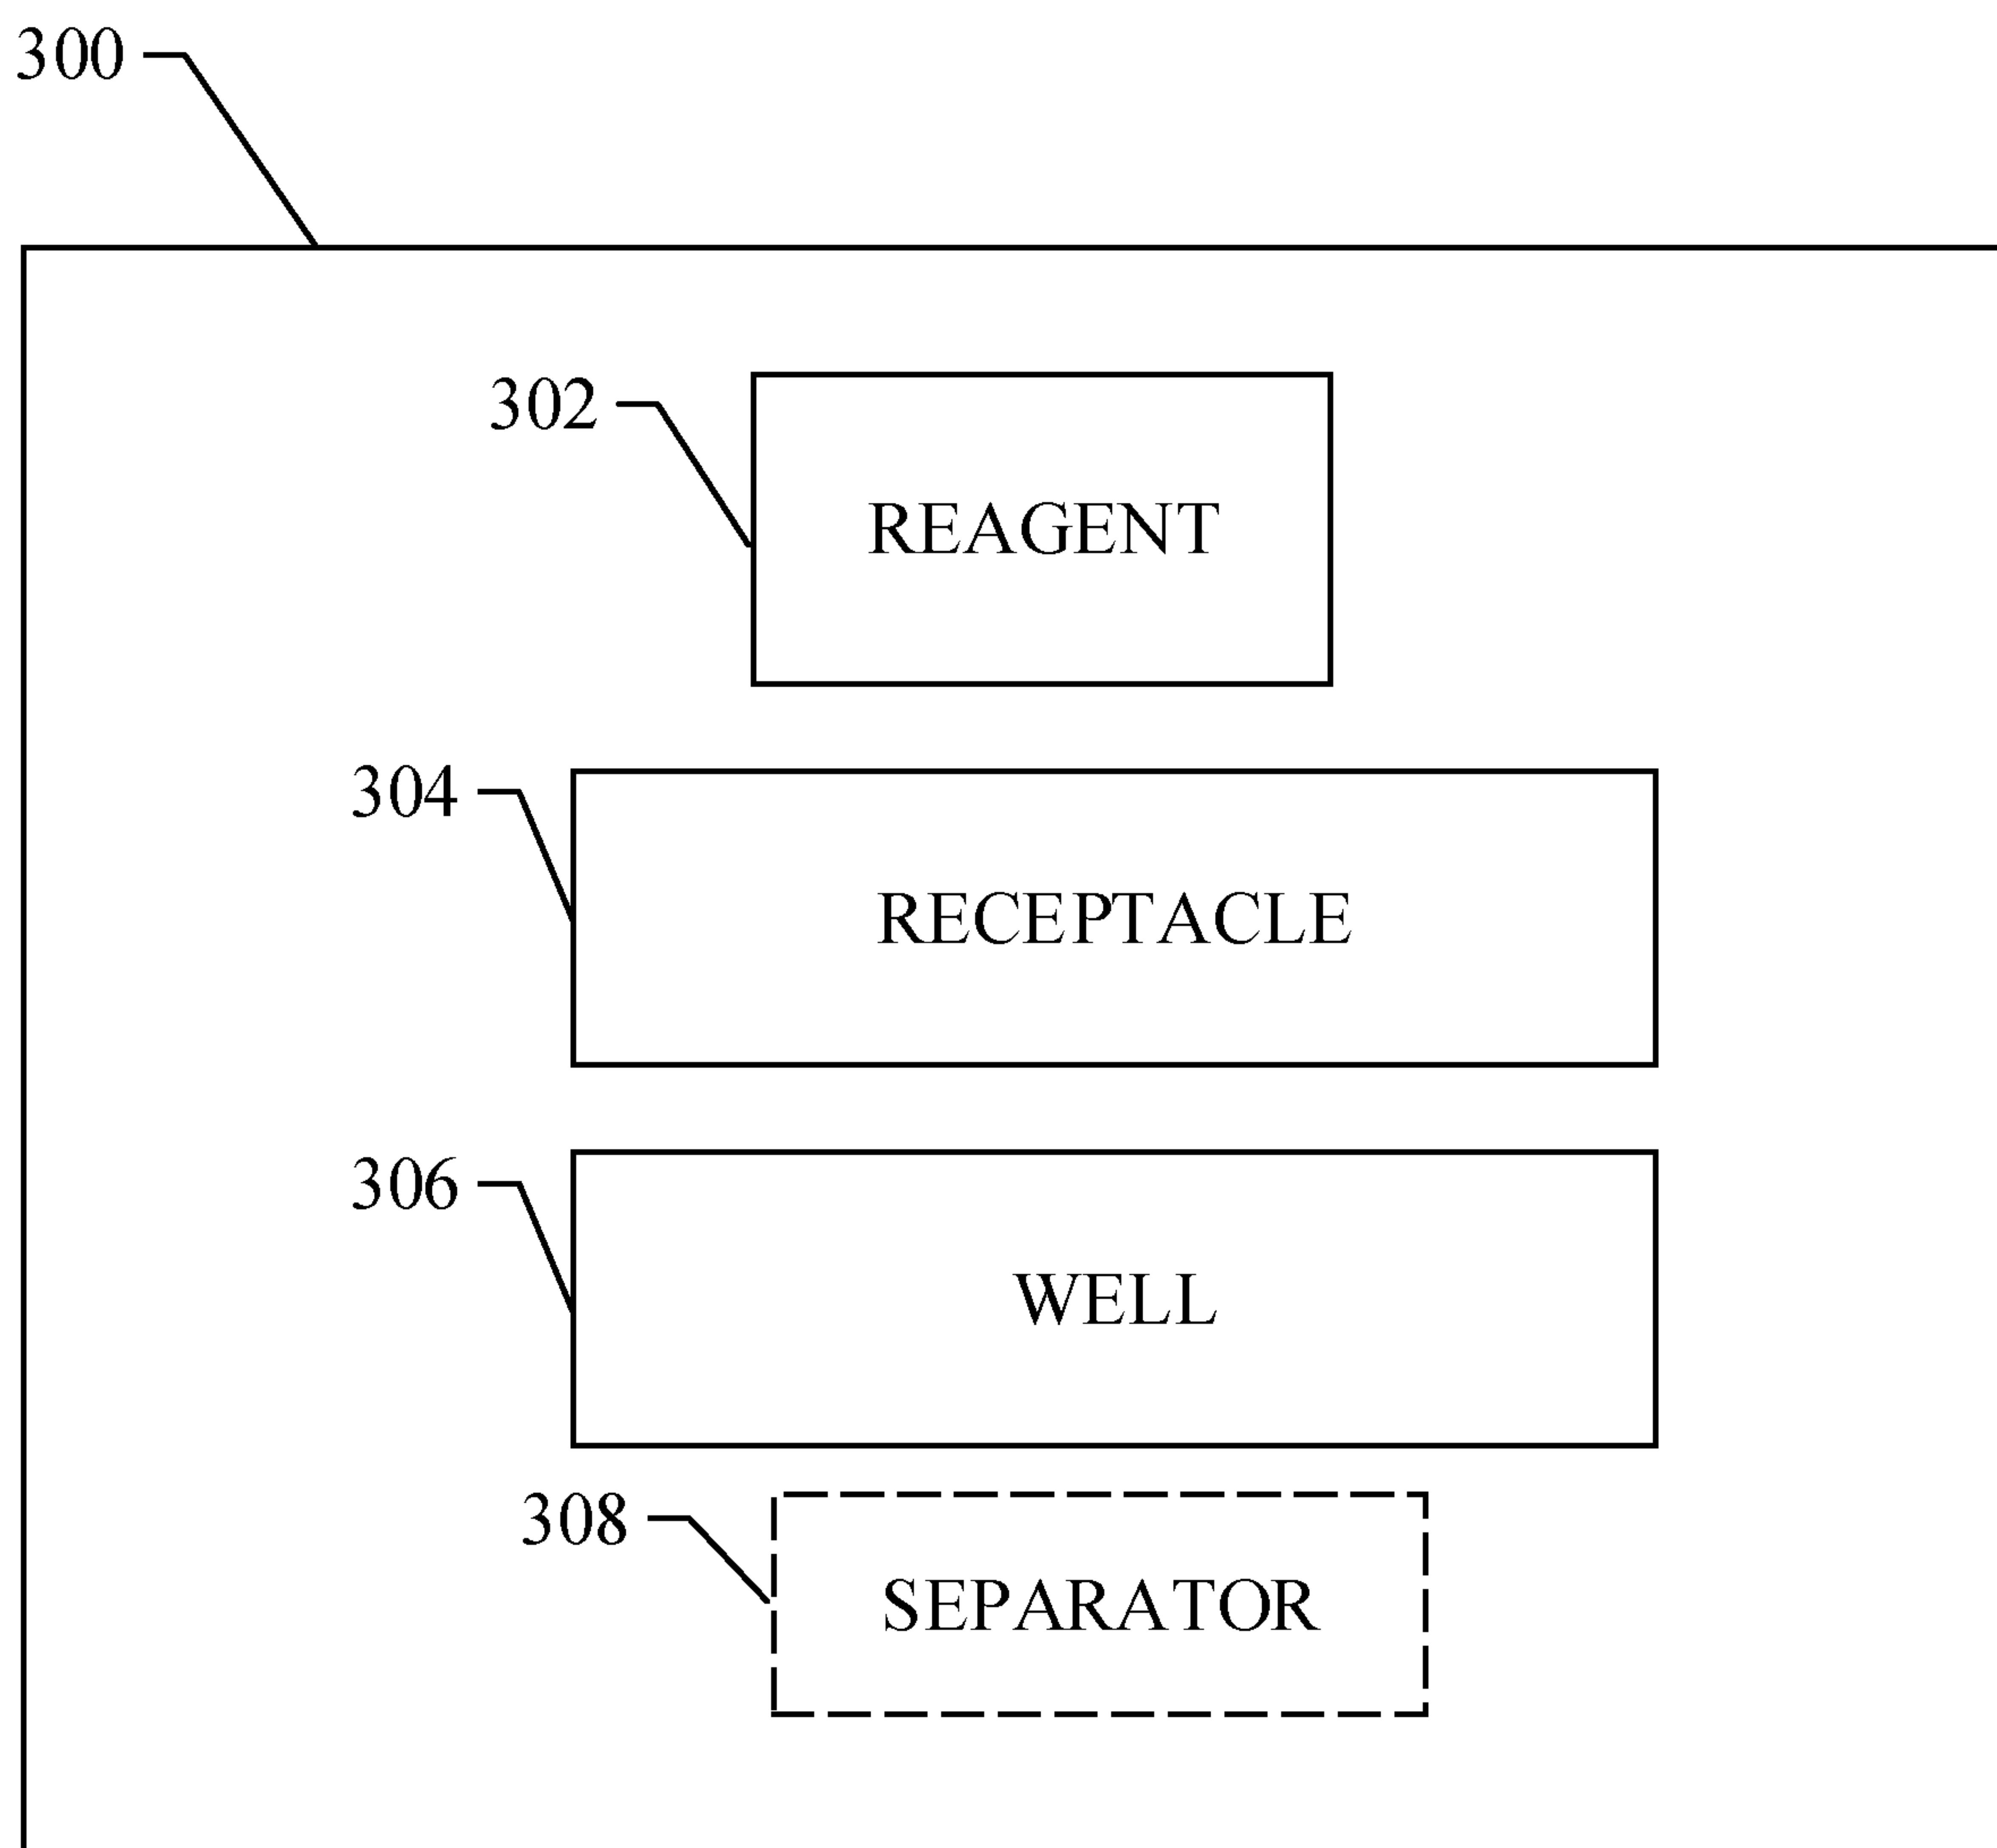 300
302
REAGENT
304
RECEPTACLE
306
WELL
308
SEPARATOR